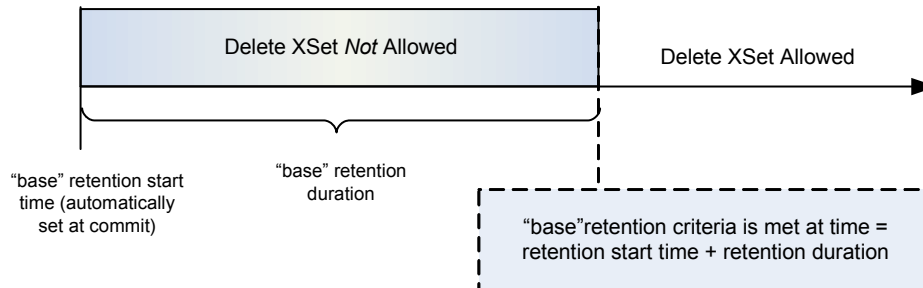 Delete XSet Not Allowed
Delete XSet Allowed
“base” retention start
time (automatically
set at commit)
“base” retention
duration
“base”retention criteria is met at time =
retention start time + retention duration